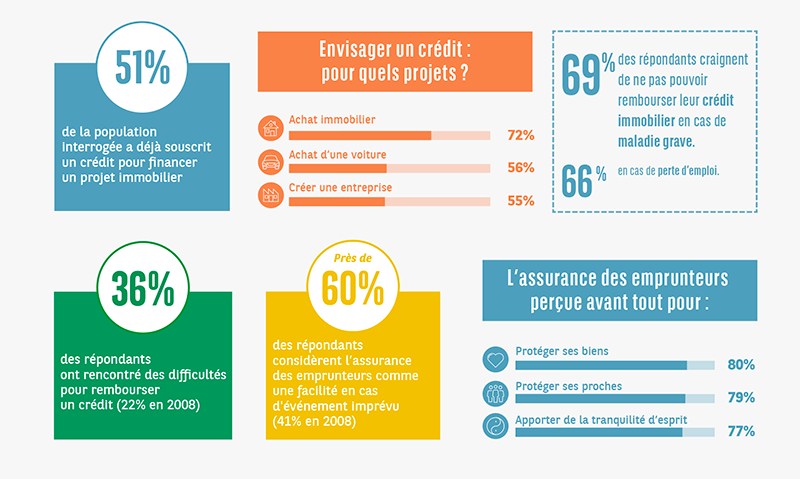 51%
de la population
interrogée a déjà souscrit
un crédit pour financer
un projet immobilier
Envisager un crédit :
pour quels projets ?
Achat immobilier
72%
Achat d'une voiture
56%
Créer une entreprise
55%
69% des répondants craignent
de ne pas pouvoir
rembourser leur crédit
immobilier en cas de
maladie grave.
66% en cas de perte d'emploi.
36%
des répondants
ont rencontré des difficultés
pour rembourser
un crédit (22% en 2008)
Près de
60%
des répondants
considèrent l'assurance
des emprunteurs comme
une facilité en cas
d'événement imprévu
(41% en 2008)
L'assurance des emprunteurs
perçue avant tout pour :
Protéger ses biens
80%
Protéger ses proches
79%
Apporter de la tranquilité d'esprit
77%